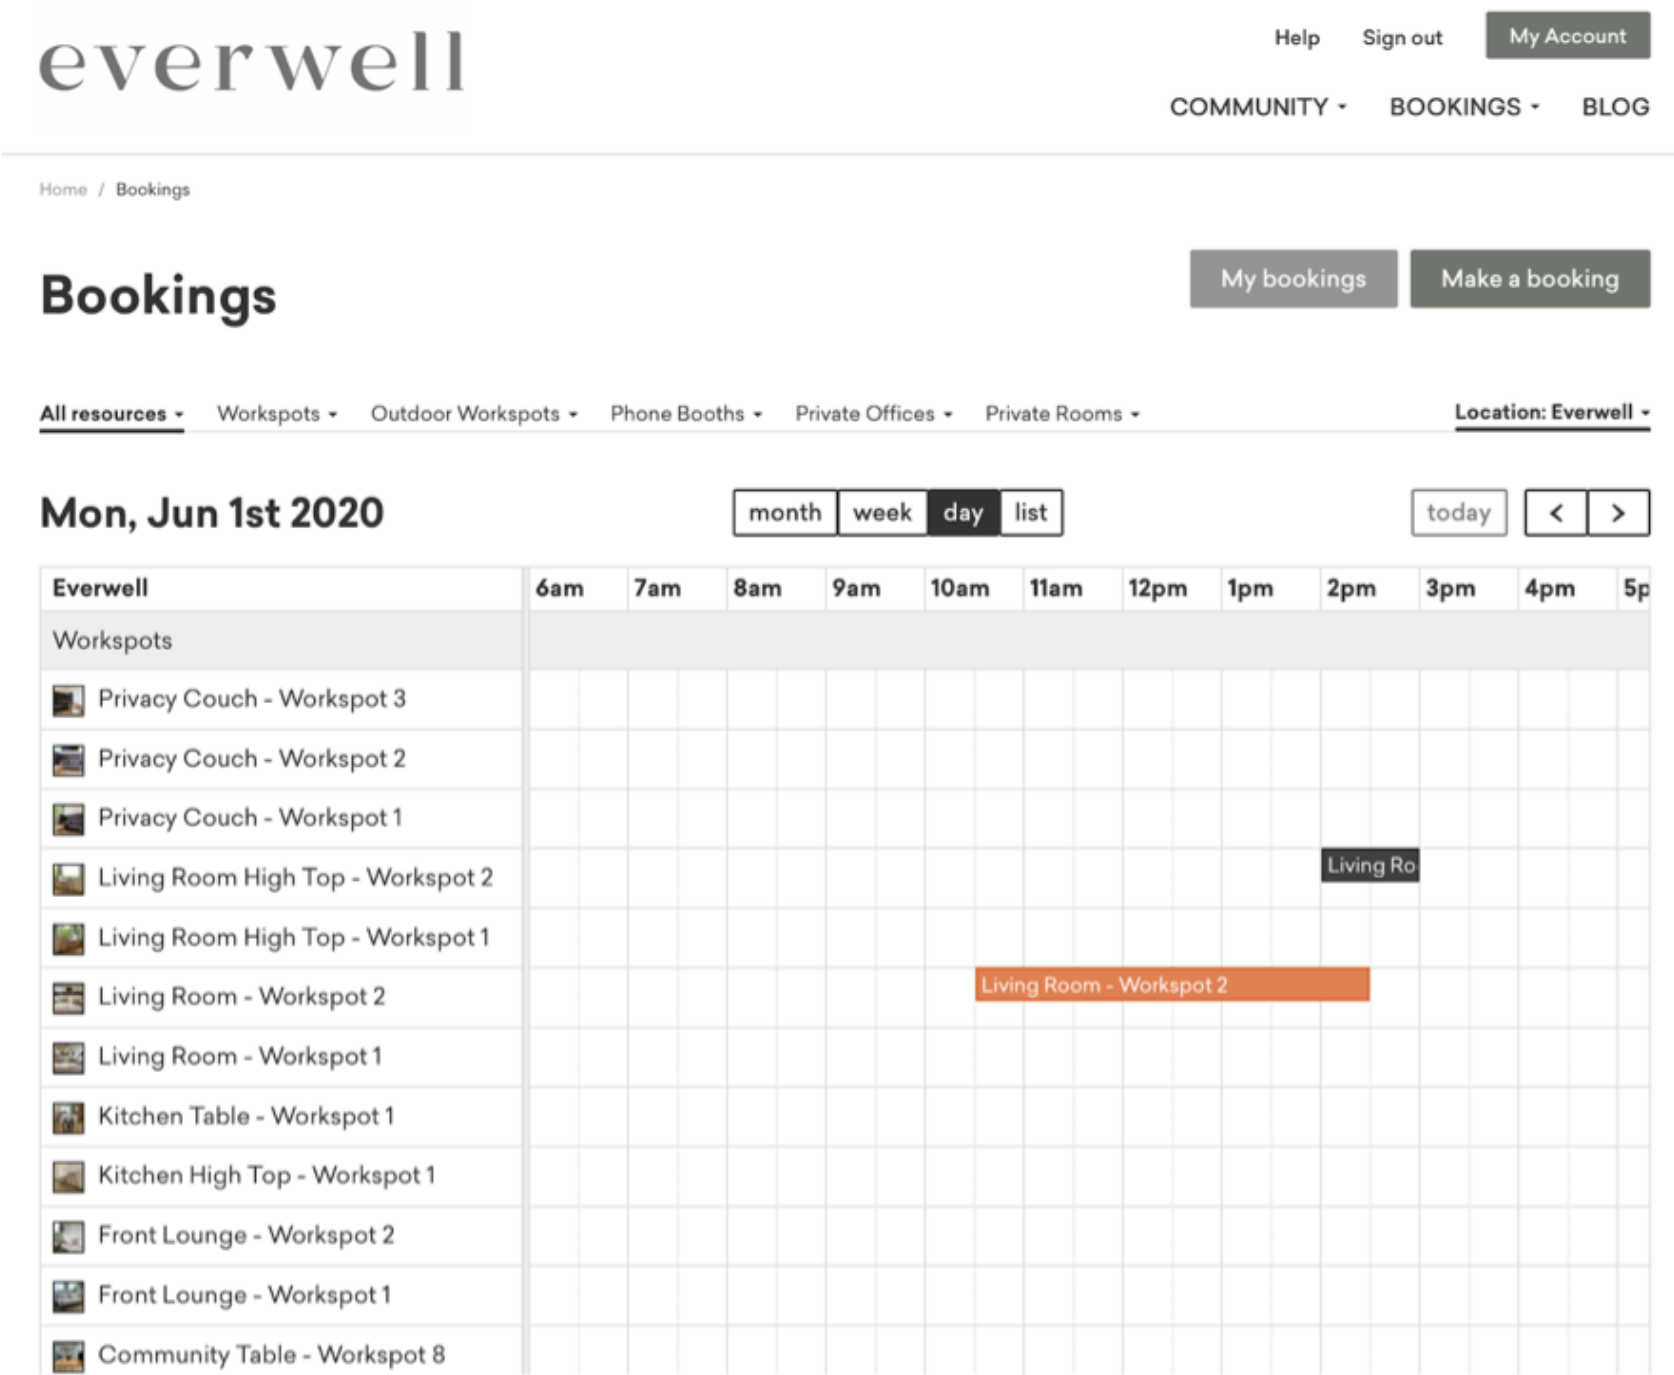 everwell
Help Sign out My Account
COMMUNITY BOOKINGS BLOG
Home / Bookings
Bookings
My bookings Make a booking
All resources Workspots Outdoor Workspots Phone Booths Private Offices Private Rooms Location: Everwell
Mon, Jun 1st 2020 month week day list today < >
Everwell 6am 7am 8am 9am 10am 11am 12pm 1pm 2pm 3pm 4pm 5p
Workspots
Privacy Couch - Workspot 3
Privacy Couch - Workspot 2
Privacy Couch - Workspot 1
Living Room High Top - Workspot 2 Living Ro
Living Room High Top - Workspot 1
Living Room - Workspot 2 Living Room - Workspot 2
Living Room - Workspot 1
Kitchen Table - Workspot 1
Kitchen High Top - Workspot 1
Front Lounge - Workspot 2
Front Lounge - Workspot 1
Community Table - Workspot 8